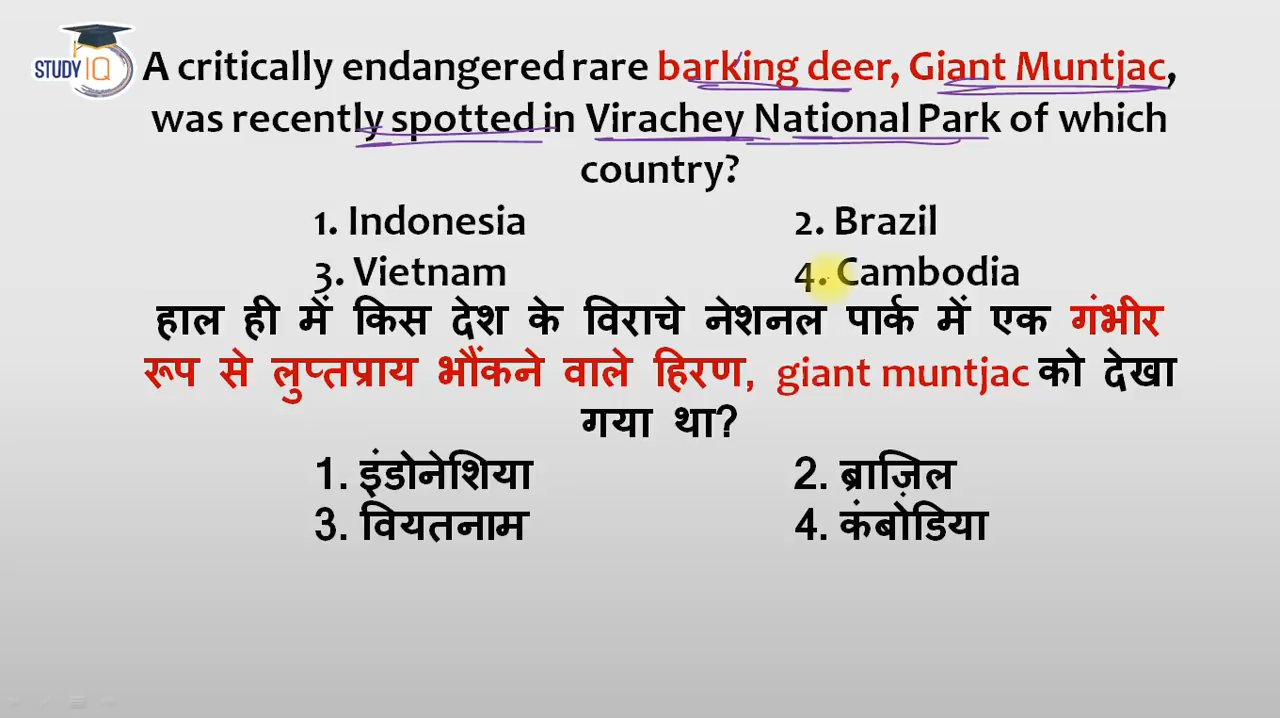 STUDY IQ
A critically endangered rare barking deer, Giant Muntjac,
was recently spotted in Virachey National Park of which
country?
1. Indonesia 2. Brazil
3. Vietnam 4. Cambodia
हाल ही में किस देश के विराचे नेशनल पार्क में एक गंभीर
रूप से लुप्तप्राय भौंकने वाले हिरण, giant muntjac को देखा
गया था?
1. इंडोनेशिया 2. ब्राज़िल
3. वियतनाम 4. कंबोडिया